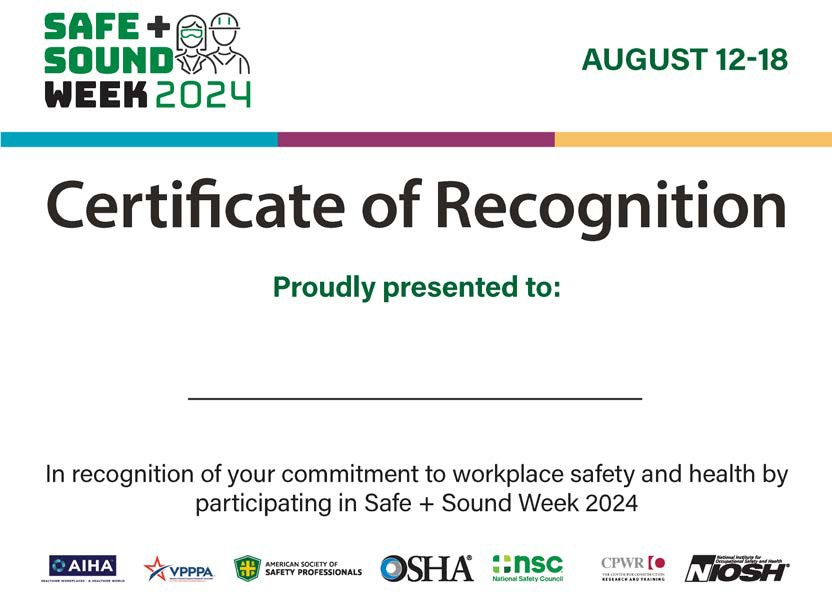 SAFE +
SOUND
WEEK 2024
AUGUST 12-18
Certificate of Recognition
Proudly presented to:
In recognition of your commitment to workplace safety and health by
participating in Safe + Sound Week 2024
AIHA
HEALTHIER WORKPLACES | A HEALTHIER WORLD
VPPPA
AMERICAN SOCIETY OF
SAFETY PROFESSIONALS
OSHA®
nsc
National Safety Council
CPWR
THE CENTER FOR CONSTRUCTION
RESEARCH AND TRAINING
National Institute for
Occupational Safety and Health
NIOSH®